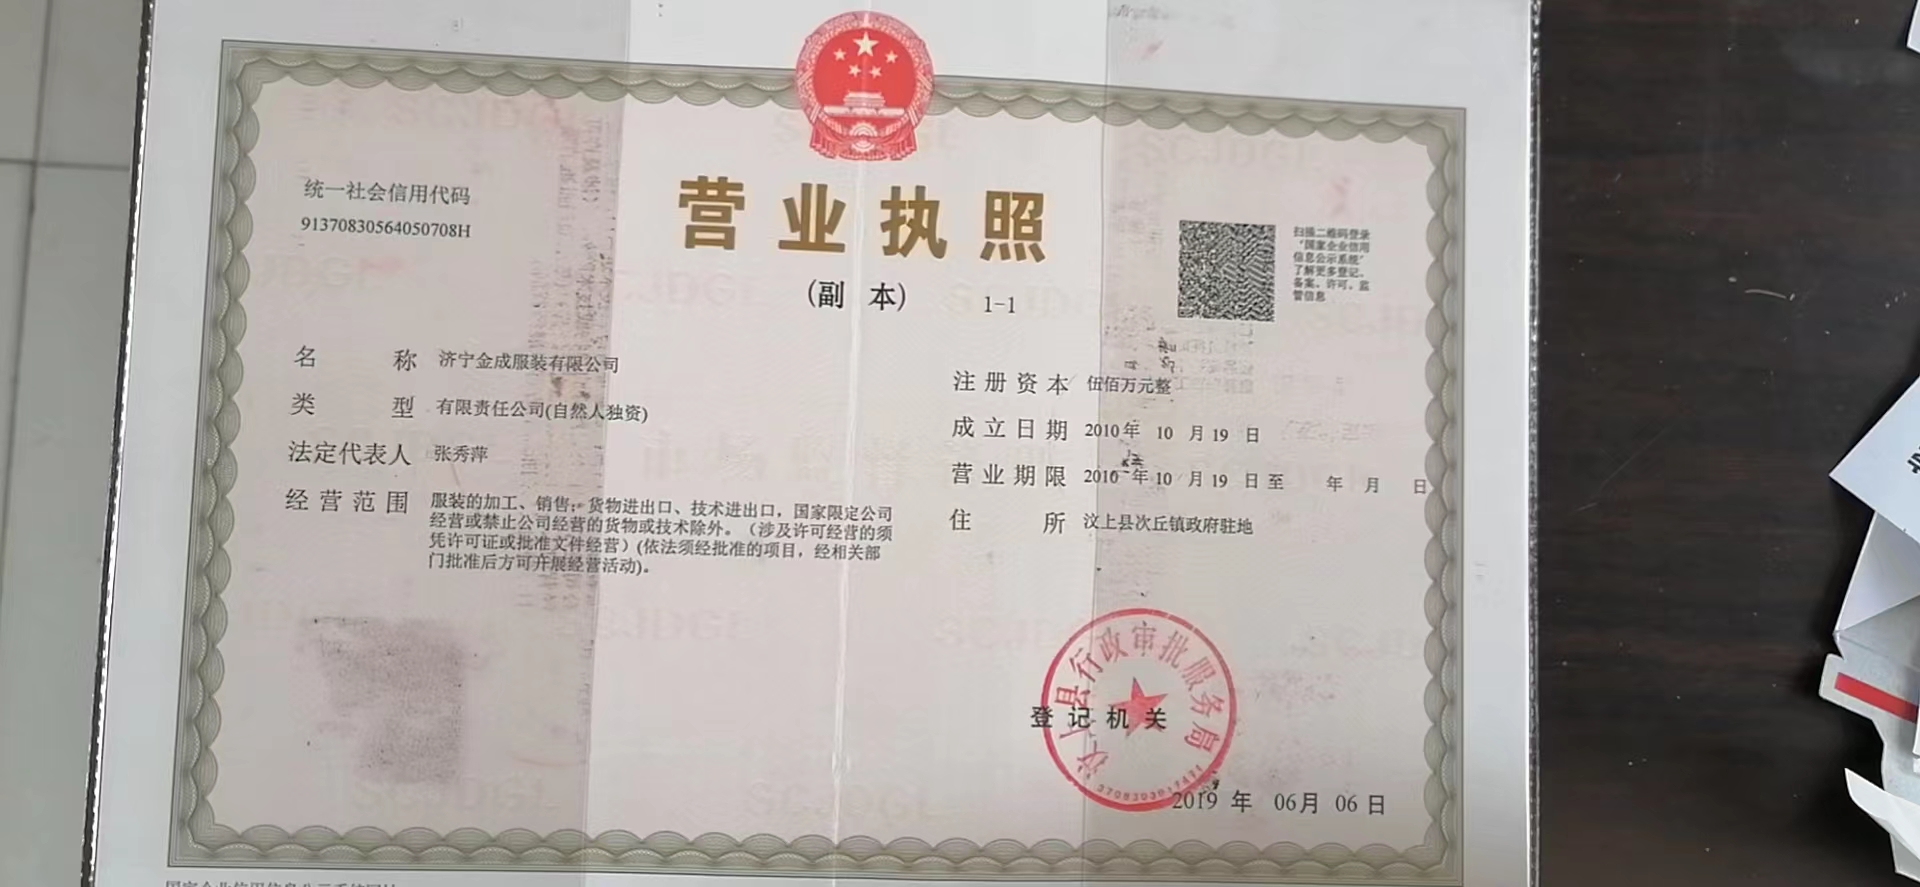 统一社会信用代码
91370830564050708H
营业执照
(副 本) 1-1
扫描二维码登录
‘国家企业信用
信息公示系统’
了解更多登记、
备案、许可、监
管信息
名 称 济宁金成服装有限公司
类 型 有限责任公司(自然人独资)
法定代表人 张秀萍
经营范围 服装的加工、销售;货物进出口、技术进出口，国家限定公司
经营或禁止公司经营的货物或技术除外。（涉及许可经营的须
凭许可证或批准文件经营）(依法须经批准的项目，经相关部
门批准后方可开展经营活动)。
注册资本 伍佰万元整
成立日期 2010年 10 月 19 日
营业期限 2010 年 10 月 19 日至 年 月 日
住 所 汶上县次丘镇政府驻地
汶上县行政审批服务局
登记机关
2019 年 06月 06 日